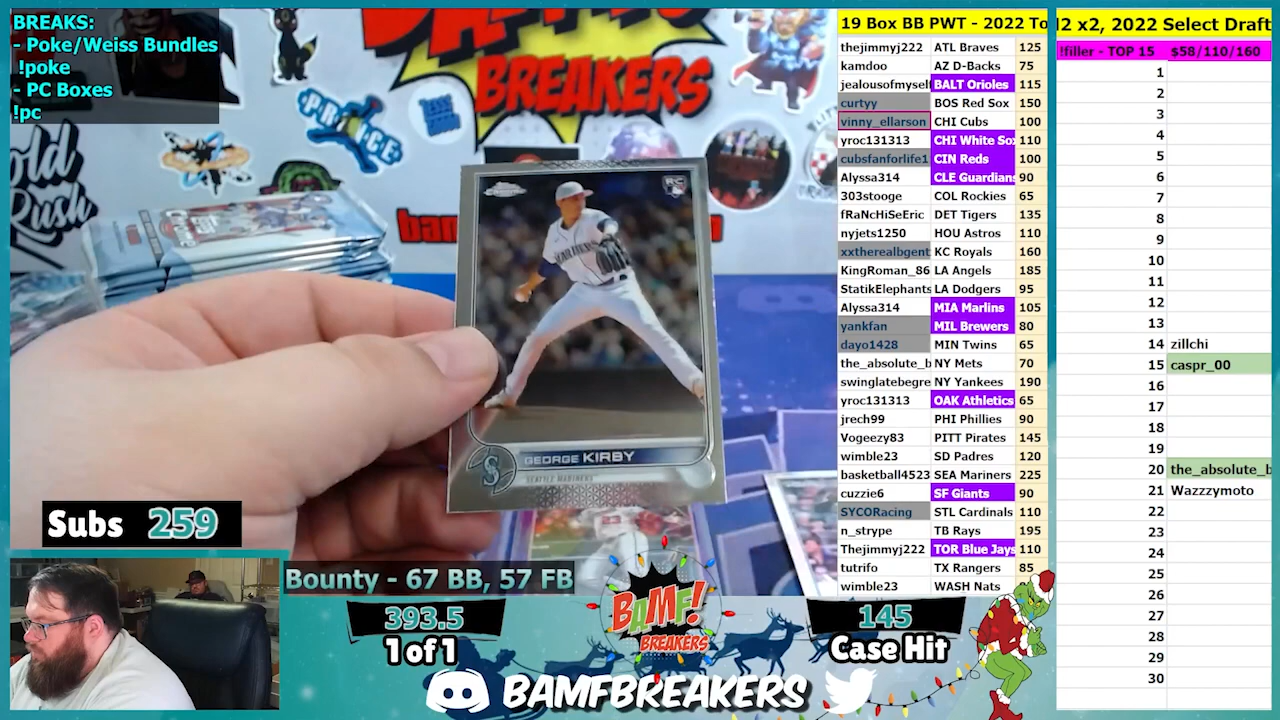 BREAKS:
- Poke/Weiss Bundles
!poke
- PC Boxes
!pc
BREAKERS
old
Rush
RC
GEORGE KIRBY
SEATTLE MARINERS
Subs 259
Bounty - 67 BB, 57 FB
393.5
1 of 1
BAMF!
BREAKERS
145
Case Hit
BAMFBREAKERS
19 Box BB PWT - 2022 To
thejimmyj222 ATL Braves 125
kamdoo AZ D-Backs 75
jealousofmysel BALT Orioles 115
curtyy BOS Red Sox 150
vinny_ellarson CHI Cubs 100
yroc131313 CHI White Sox 110
cubsfanforlife1 CIN Reds 100
Alyssa314 CLE Guardians 90
303stooge COL Rockies 65
fRaNcHiSeEric DET Tigers 135
nyjets1250 HOU Astros 110
xxtherealbgent KC Royals 160
KingRoman_86 LA Angels 185
StatikElephants LA Dodgers 95
Alyssa314 MIA Marlins 105
yankfan MIL Brewers 80
dayo1428 MIN Twins 65
the_absolute_b NY Mets 70
swinglatebegre NY Yankees 190
yroc131313 OAK Athletics 65
jrech99 PHI Phillies 90
Vogeezy83 PITT Pirates 145
wimble23 SD Padres 120
basketball4523 SEA Mariners 225
cuzzie6 SF Giants 90
SYCORacing STL Cardinals 110
n_strype TB Rays 195
Thejimmyj222 TOR Blue Jays 110
tutrifo TX Rangers 85
wimble23 WASH Nats
2 x2, 2022 Select Draft
!filler - TOP 15 $58/110/160
1
2
3
4
5
6
7
8
9
10
11
12
13
14 zillchi
15 caspr_00
16
17
18
19
20 the_absolute_b
21 Wazzzymoto
22
23
24
25
26
27
28
29
30